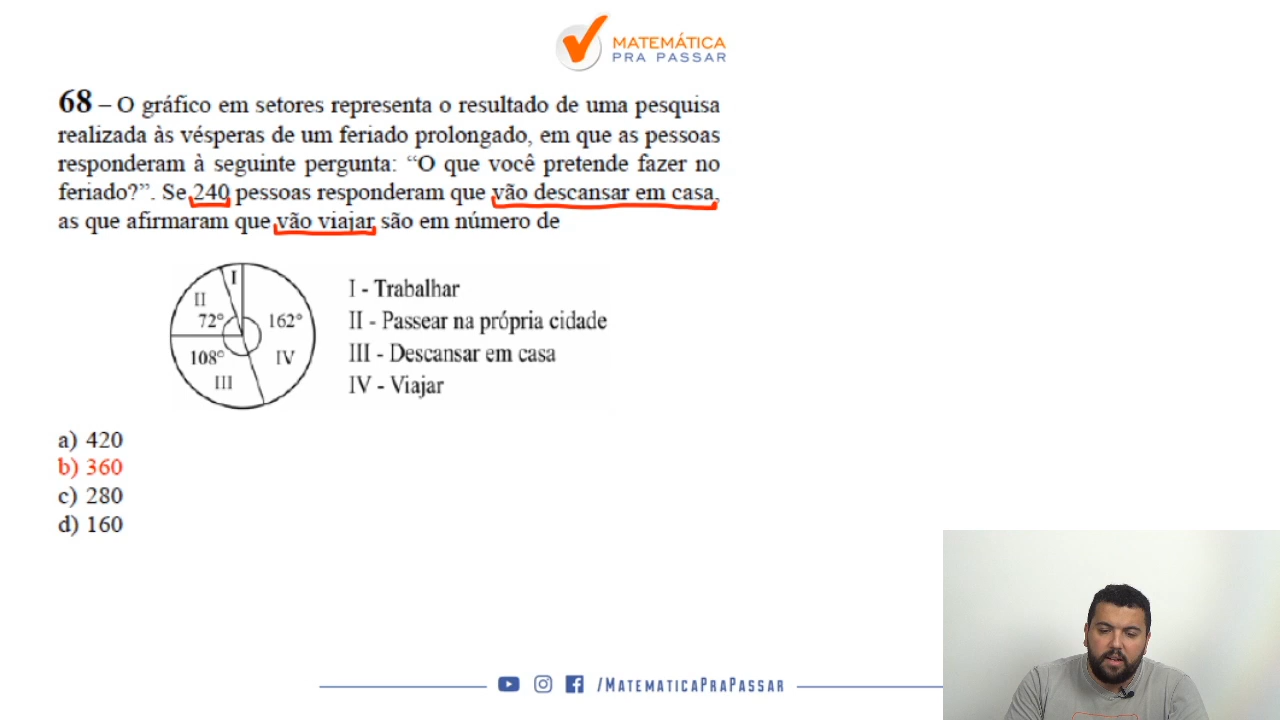 MATEMÁTICA
PRA PASSAR
68 – O gráfico em setores representa o resultado de uma pesquisa
realizada às vésperas de um feriado prolongado, em que as pessoas
responderam à seguinte pergunta: “O que você pretende fazer no
feriado?”. Se 240 pessoas responderam que vão descansar em casa,
as que afirmaram que vão viajar são em número de
I
II
72°
162°
108°
IV
III
I - Trabalhar
II - Passear na própria cidade
III - Descansar em casa
IV - Viajar
a) 420
b) 360
c) 280
d) 160
/MATEMATICAPRAPASSAR